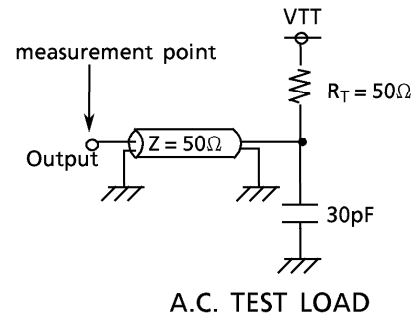 VTT
measurement point
R_T = 50Ω
Z = 50Ω
Output
30pF
A.C. TEST LOAD